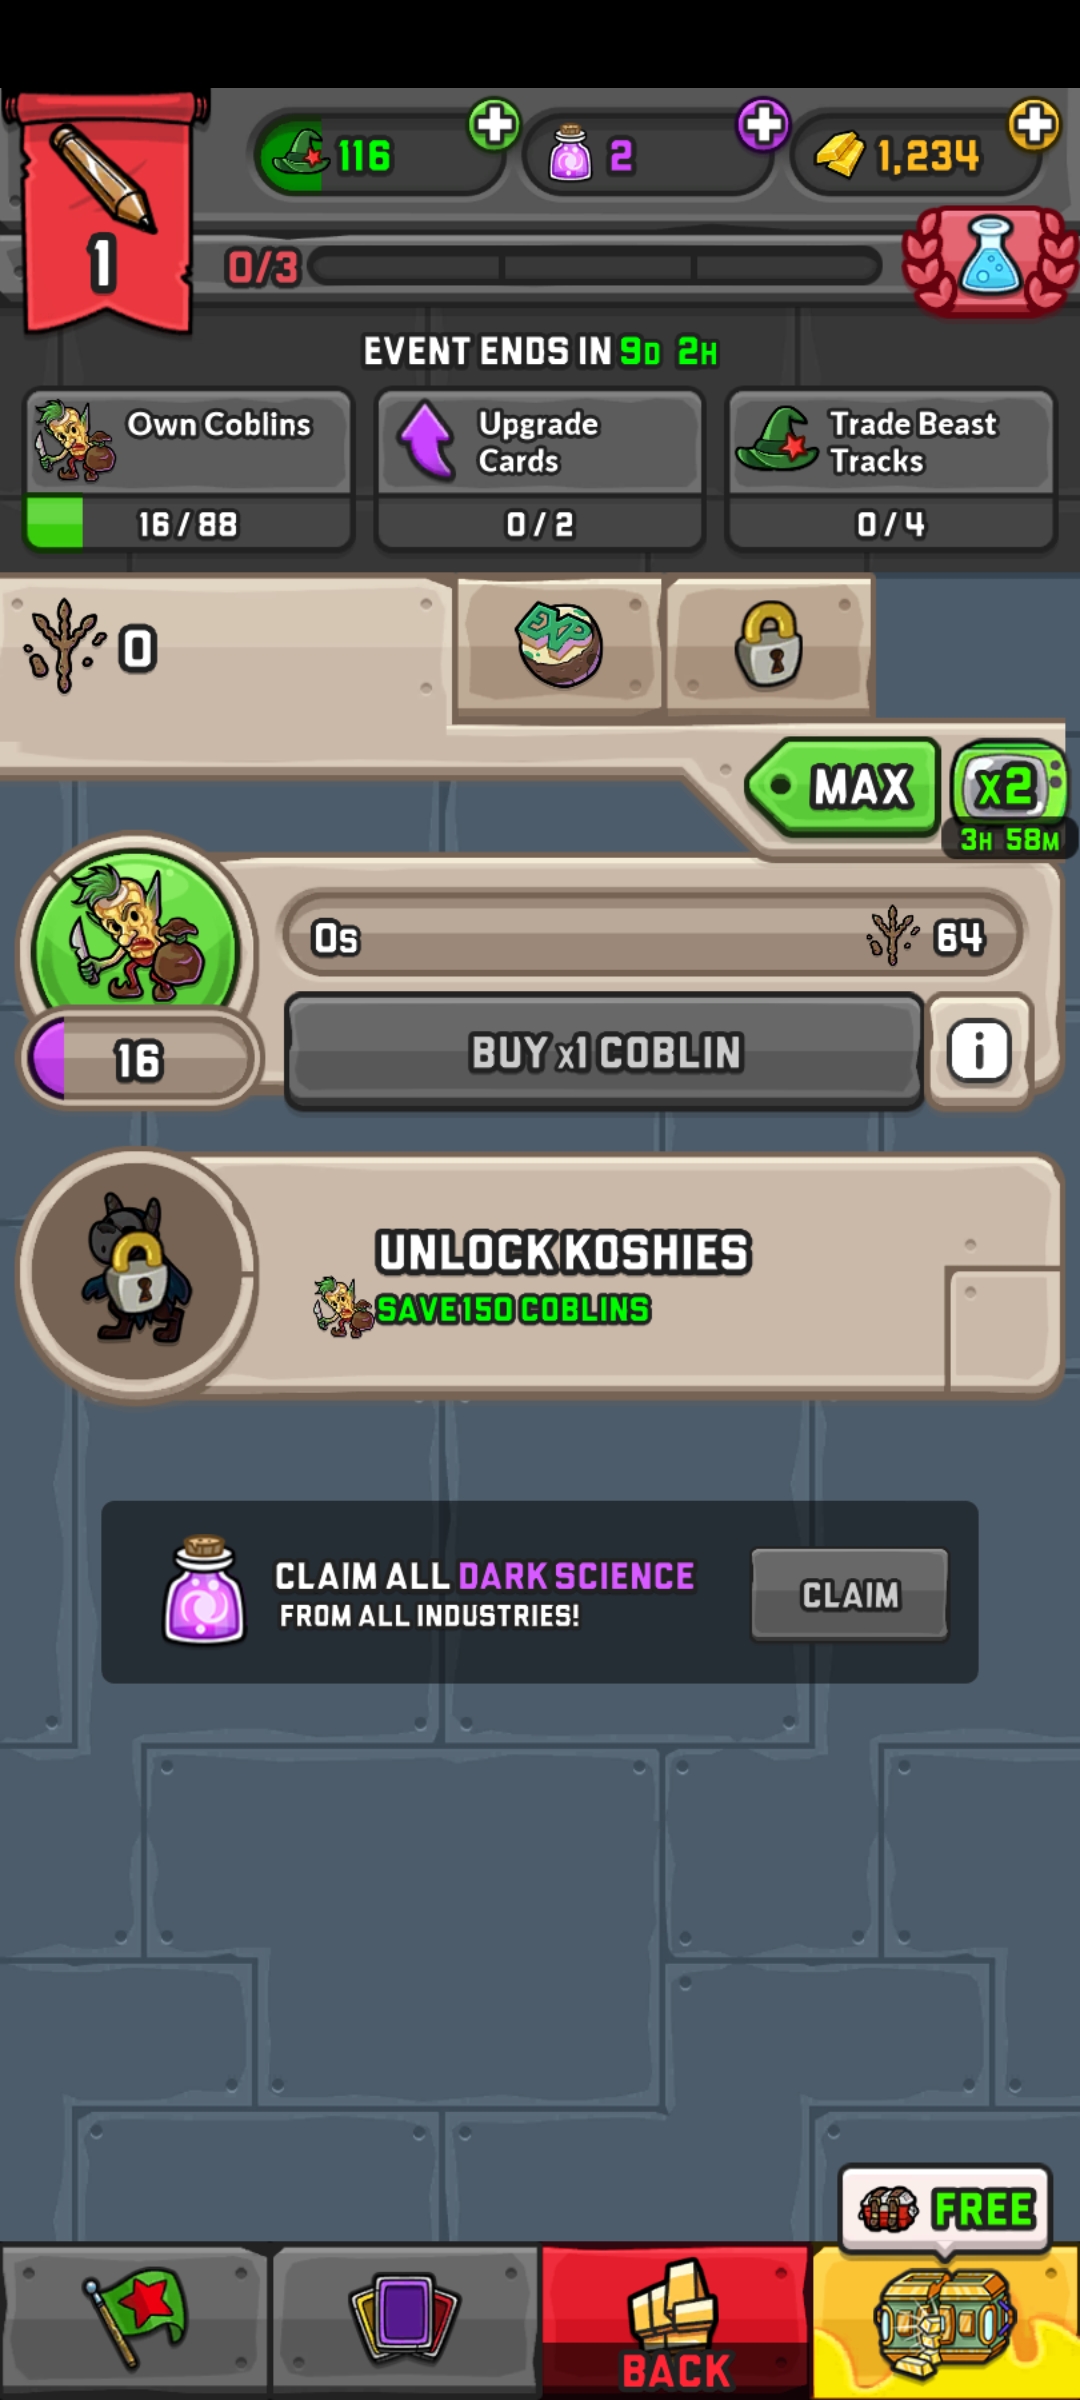 116
2
1,234
1
0/3
EVENT ENDS IN 9D 2H
Own Coblins
16 / 88
Upgrade
Cards
0 / 2
Trade Beast
Tracks
0 / 4
0
EXP
MAX
x2
3H 58M
0s
64
16
BUY x1 COBLIN
i
UNLOCK KOSHIES
SAVE 150 COBLINS
CLAIM ALL DARK SCIENCE
FROM ALL INDUSTRIES!
CLAIM
FREE
BACK